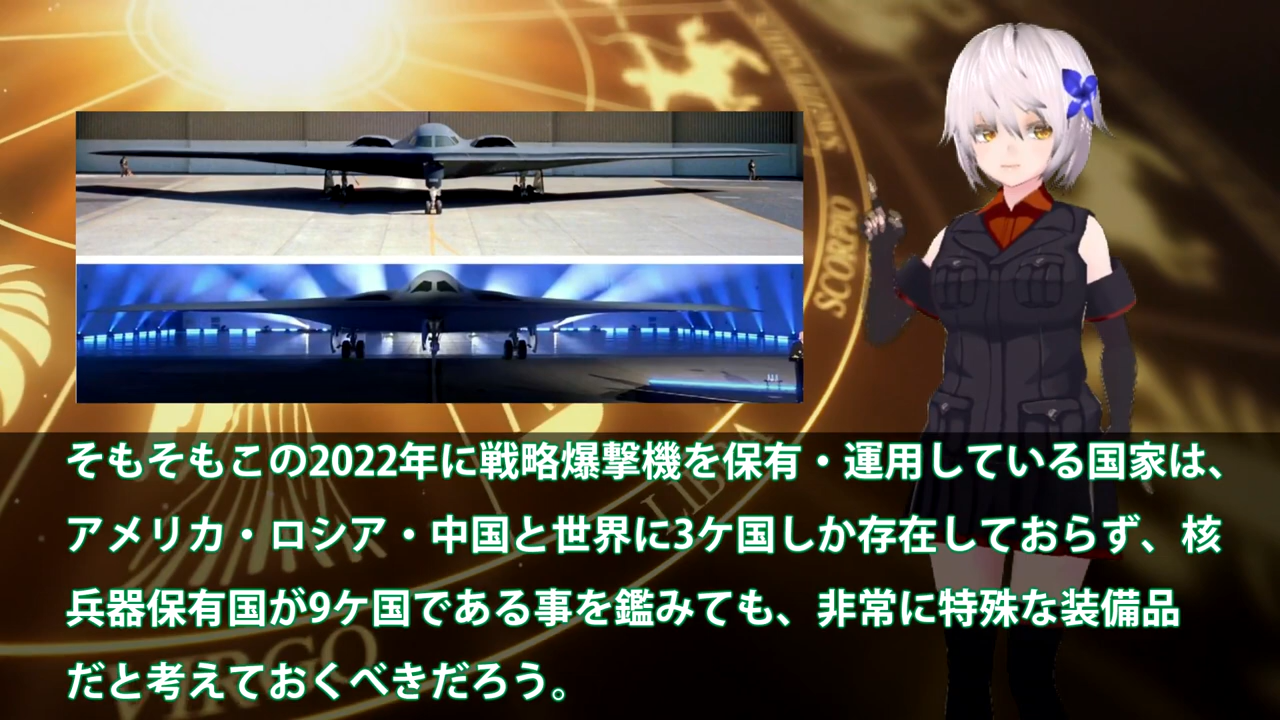 SCORPIO
LIBRA
VIRGO
そもそもこの2022年に戦略爆撃機を保有・運用している国家は、
アメリカ・ロシア・中国と世界に3ケ国しか存在しておらず、核
兵器保有国が9ケ国である事を鑑みても、非常に特殊な装備品
だと考えておくべきだろう。